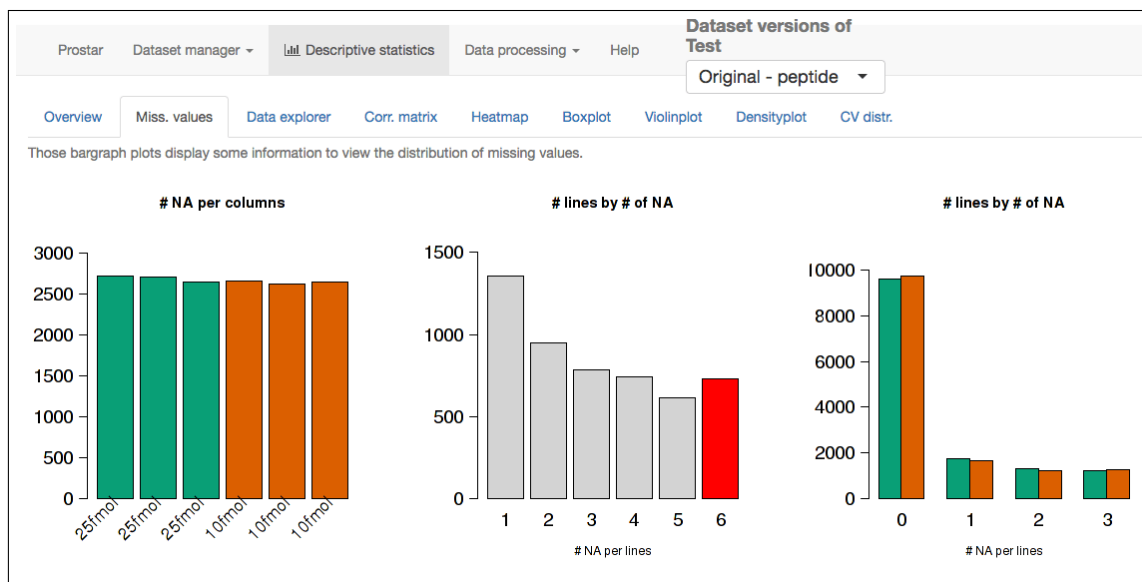 Prostar Dataset manager Descriptive statistics Data processing Help
Dataset versions of
Test
Original - peptide
Overview Miss. values Data explorer Corr. matrix Heatmap Boxplot Violinplot Densityplot CV distr.
Those bargraph plots display some information to view the distribution of missing values.
# NA per columns
3000
2500
2000
1500
1000
500
0
25fmol 25fmol 25fmol 10fmol 10fmol 10fmol
# lines by # of NA
1500
1000
500
0
1 2 3 4 5 6
# NA per lines
# lines by # of NA
10000
8000
6000
4000
2000
0
0 1 2 3
# NA per lines